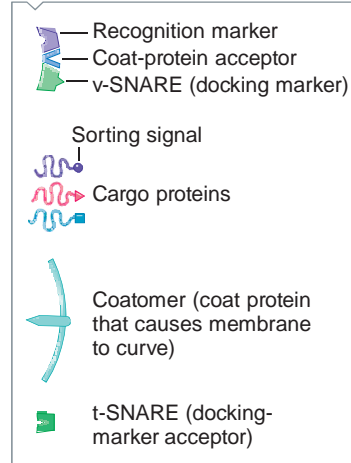 Recognition marker
Coat-protein acceptor
v-SNARE (docking marker)
Sorting signal
Cargo proteins
Coatomer (coat protein
that causes membrane
to curve)
t-SNARE (docking-
marker acceptor)